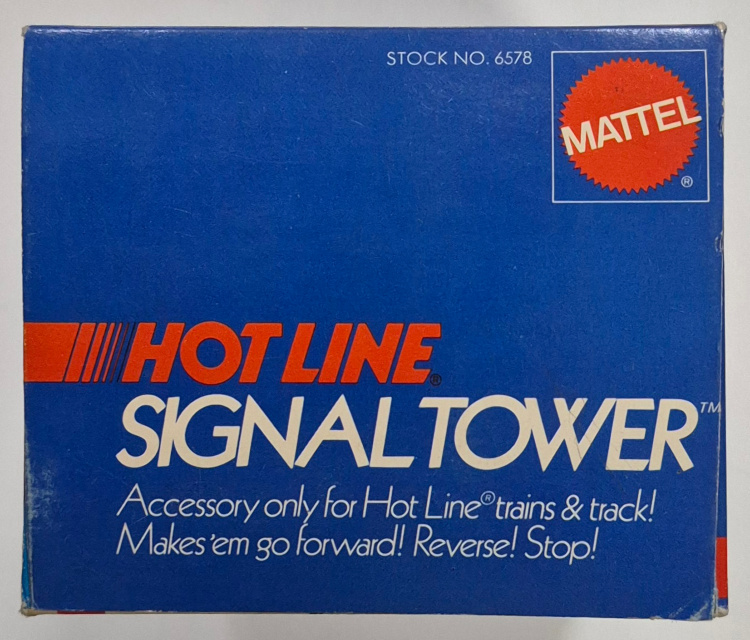 STOCK NO. 6578
MATTEL
®
HOT LINE®
SIGNAL TOWER™
Accessory only for Hot Line® trains & track!
Makes 'em go forward! Reverse! Stop!